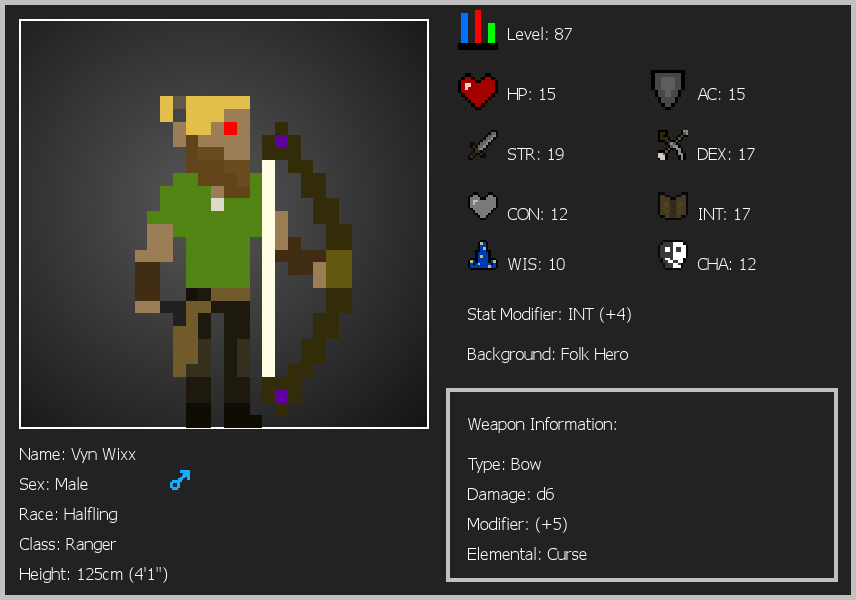 Level: 87
HP: 15
AC: 15
STR: 19
DEX: 17
CON: 12
INT: 17
WIS: 10
CHA: 12
Stat Modifier: INT (+4)
Background: Folk Hero
Weapon Information:
Type: Bow
Damage: d6
Modifier: (+5)
Elemental: Curse
Name: Vyn Wixx
Sex: Male
Race: Halfling
Class: Ranger
Height: 125cm (4'1")